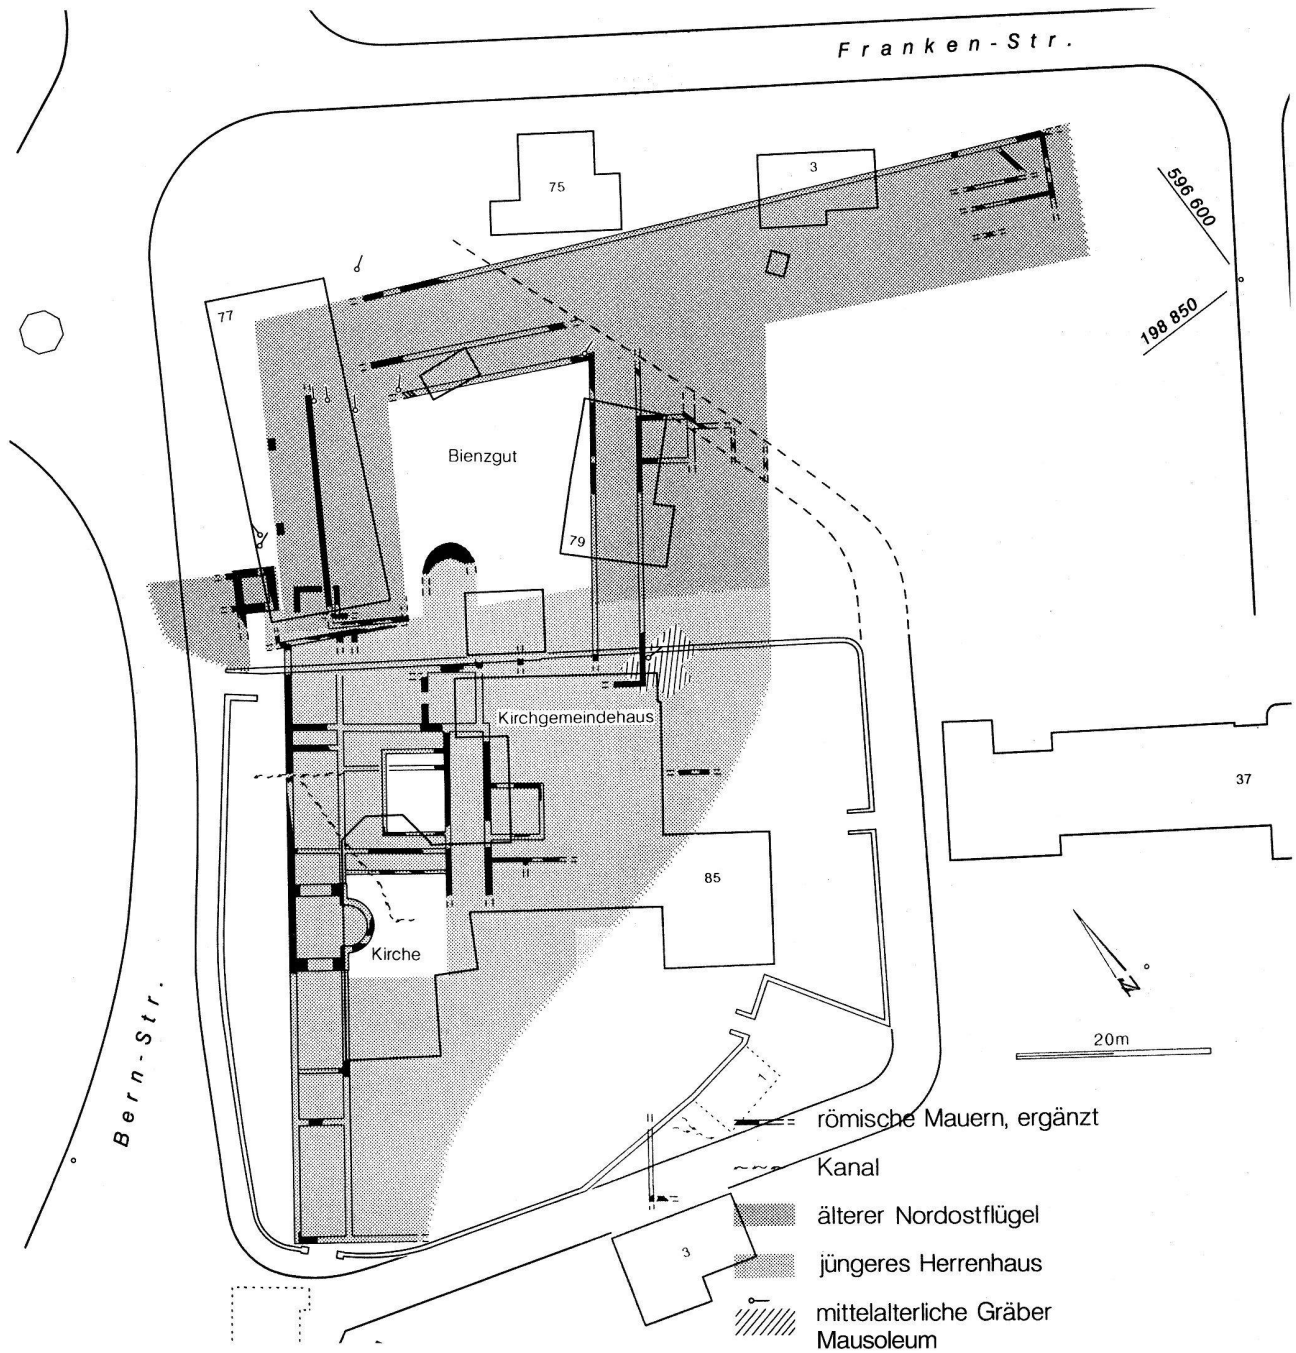 Franken-Str.
75
3
596 600
77
198 850
Bienzgut
79
Kirchgemeindehaus
37
85
Kirche
N
Bern-Str.
20m
römische Mauern, ergänzt
Kanal
älterer Nordostflügel
3
jüngeres Herrenhaus
mittelalterliche Gräber
Mausoleum